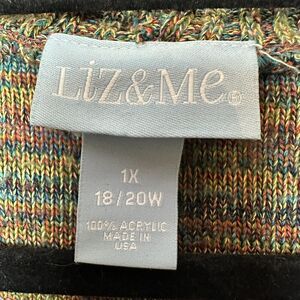 LiZ&Me®
1X
18/20W
100% ACRYLIC
MADE IN
USA